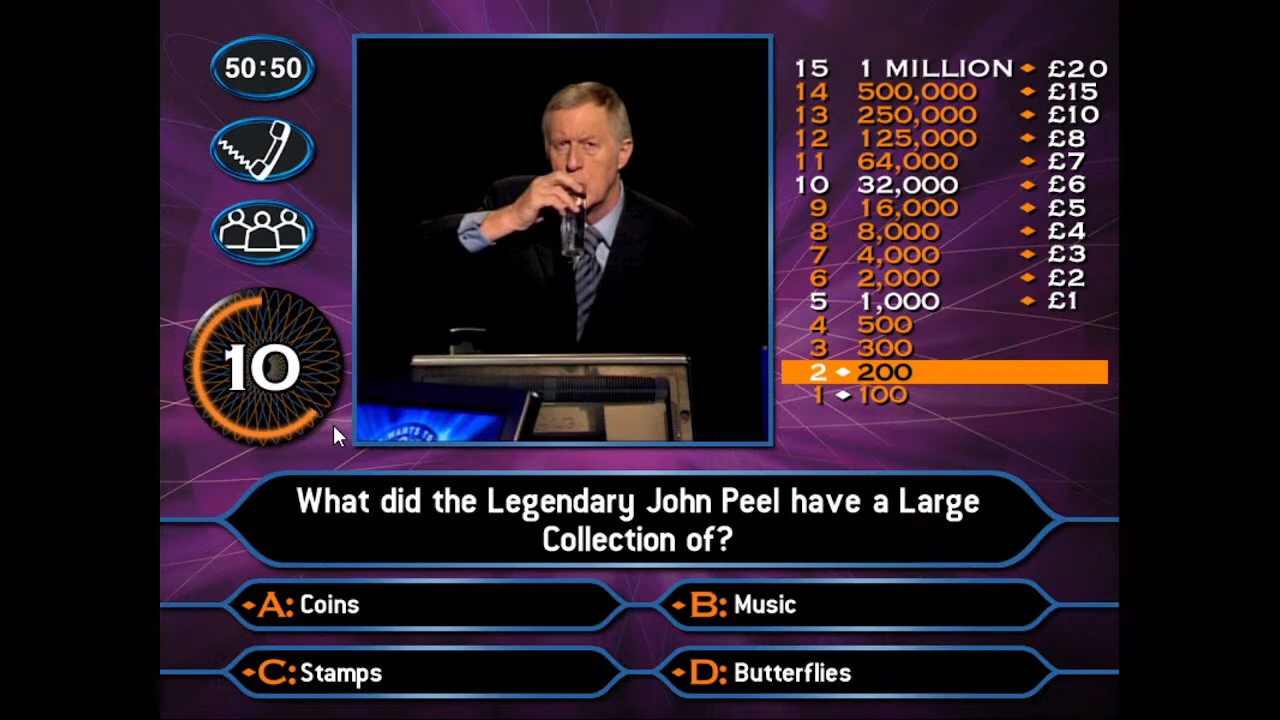 50:50
10
15 1 MILLION £20
14 500,000 £15
13 250,000 £10
12 125,000 £8
11 64,000 £7
10 32,000 £6
9 16,000 £5
8 8,000 £4
7 4,000 £3
6 2,000 £2
5 1,000 £1
4 500
3 300
2 200
1 100
WANTS TO
What did the Legendary John Peel have a Large
Collection of?
A: Coins
B: Music
C: Stamps
D: Butterflies